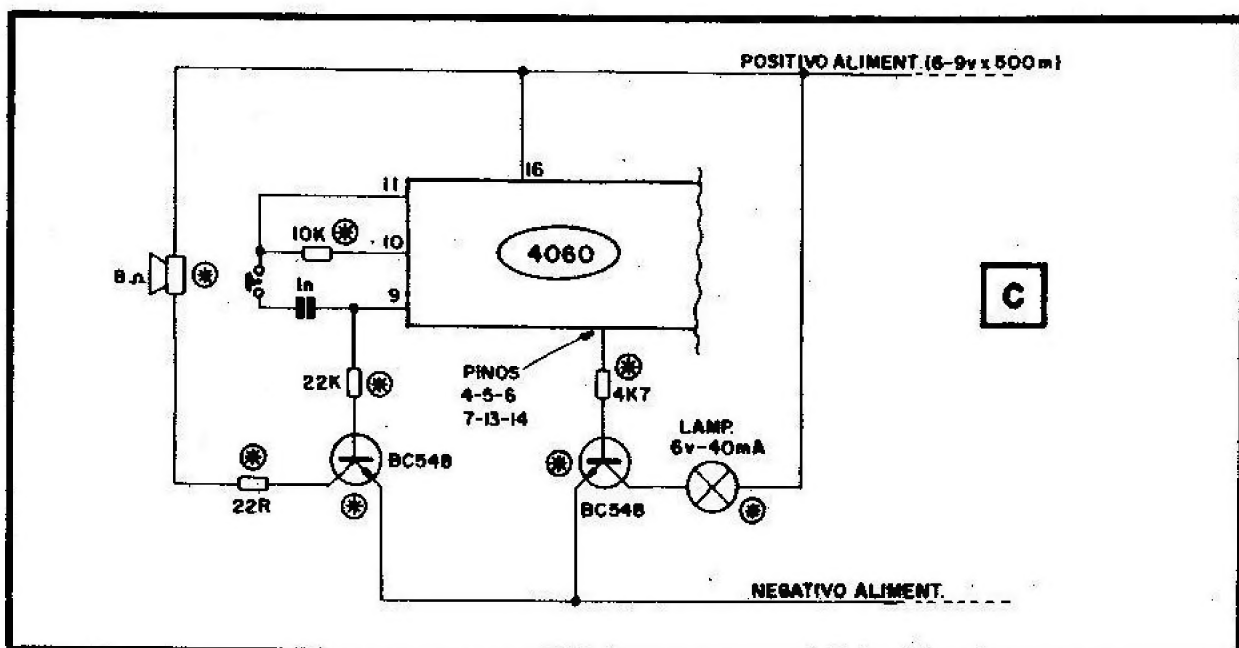 POSITIVO ALIMENT. (6-9v x 500m)
16
11
10K
10
4060
8Ω
1n
9
C
22K
PINOS
4-5-6
7-13-14
4K7
LAMP.
6v-40mA
BC548
22R
BC548
NEGATIVO ALIMENT.